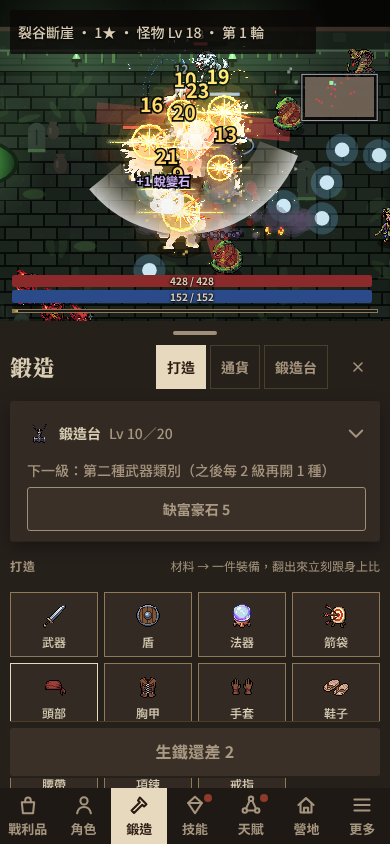 裂谷斷崖 · 1★ · 怪物 Lv 18 · 第 1 輪
12
10 19
23
16 20
13
21
+1 蛻變石
428 / 428
152 / 152
鍛造 打造 通貨 鍛造台 ×
鍛造台 Lv 10／20
下一級：第二種武器類別（之後每 2 級再開 1 種）
缺富豪石 5
打造 材料 → 一件裝備，翻出來立刻跟身上比
武器 盾 法器 箭袋
頭部 胸甲 手套 鞋子
生鐵還差 2
腰帶 項鍊 戒指
戰利品 角色 鍛造 技能 天賦 營地 更多